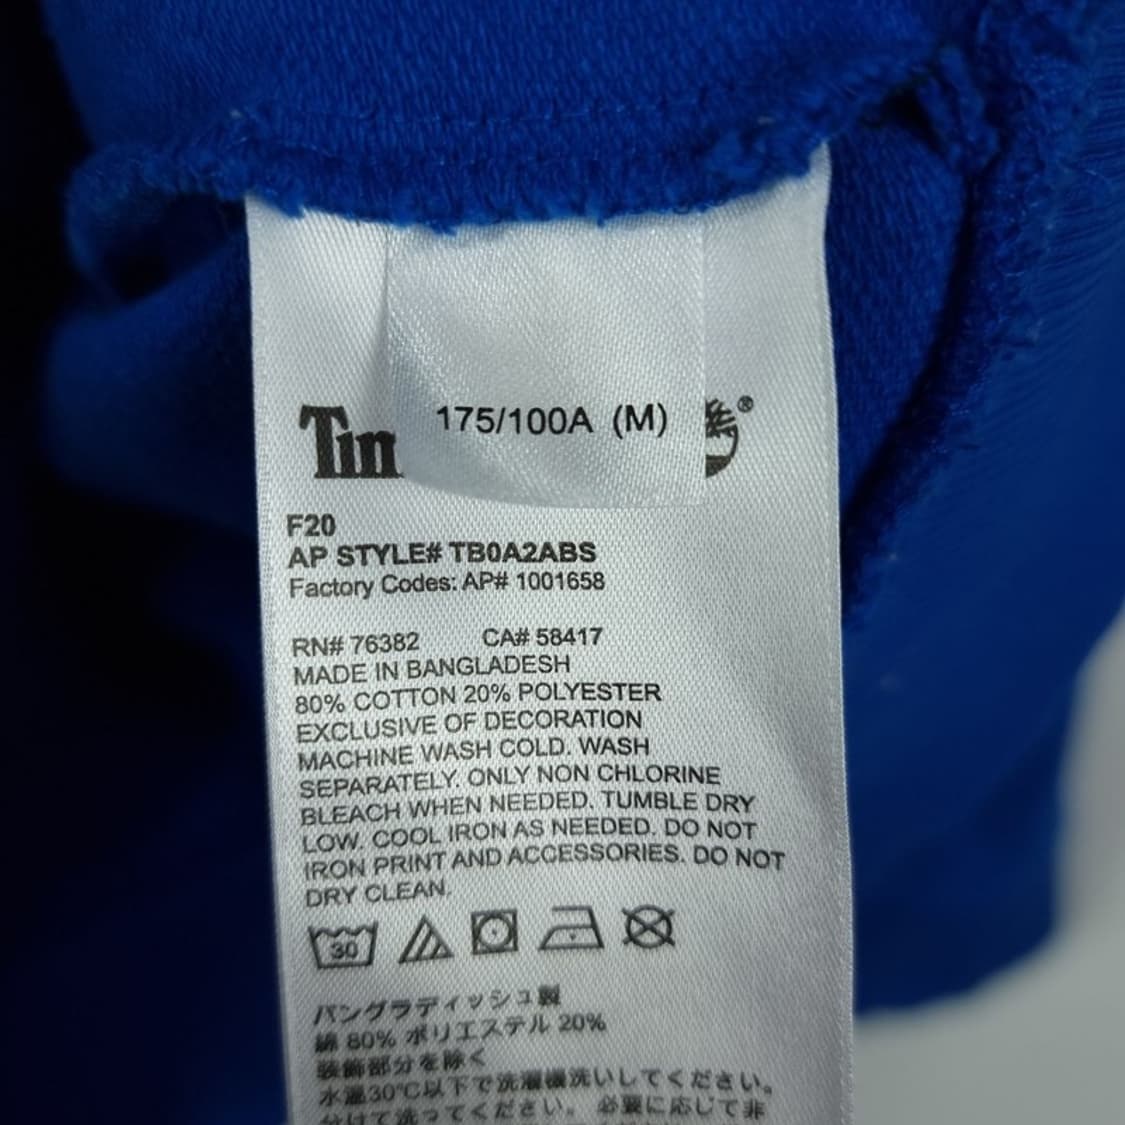 175/100A (M)
Tim ®
F20
AP STYLE# TB0A2ABS
Factory Codes: AP# 1001658
RN# 76382 CA# 58417
MADE IN BANGLADESH
80% COTTON 20% POLYESTER
EXCLUSIVE OF DECORATION
MACHINE WASH COLD. WASH
SEPARATELY. ONLY NON CHLORINE
BLEACH WHEN NEEDED. TUMBLE DRY
LOW. COOL IRON AS NEEDED. DO NOT
IRON PRINT AND ACCESSORIES. DO NOT
DRY CLEAN.
30
バングラディッシュ製
綿 80% ポリエステル 20%
装飾部分を除く
水温30℃以下で洗濯機洗いしてください。
分けて洗ってください。 必要に応じて非